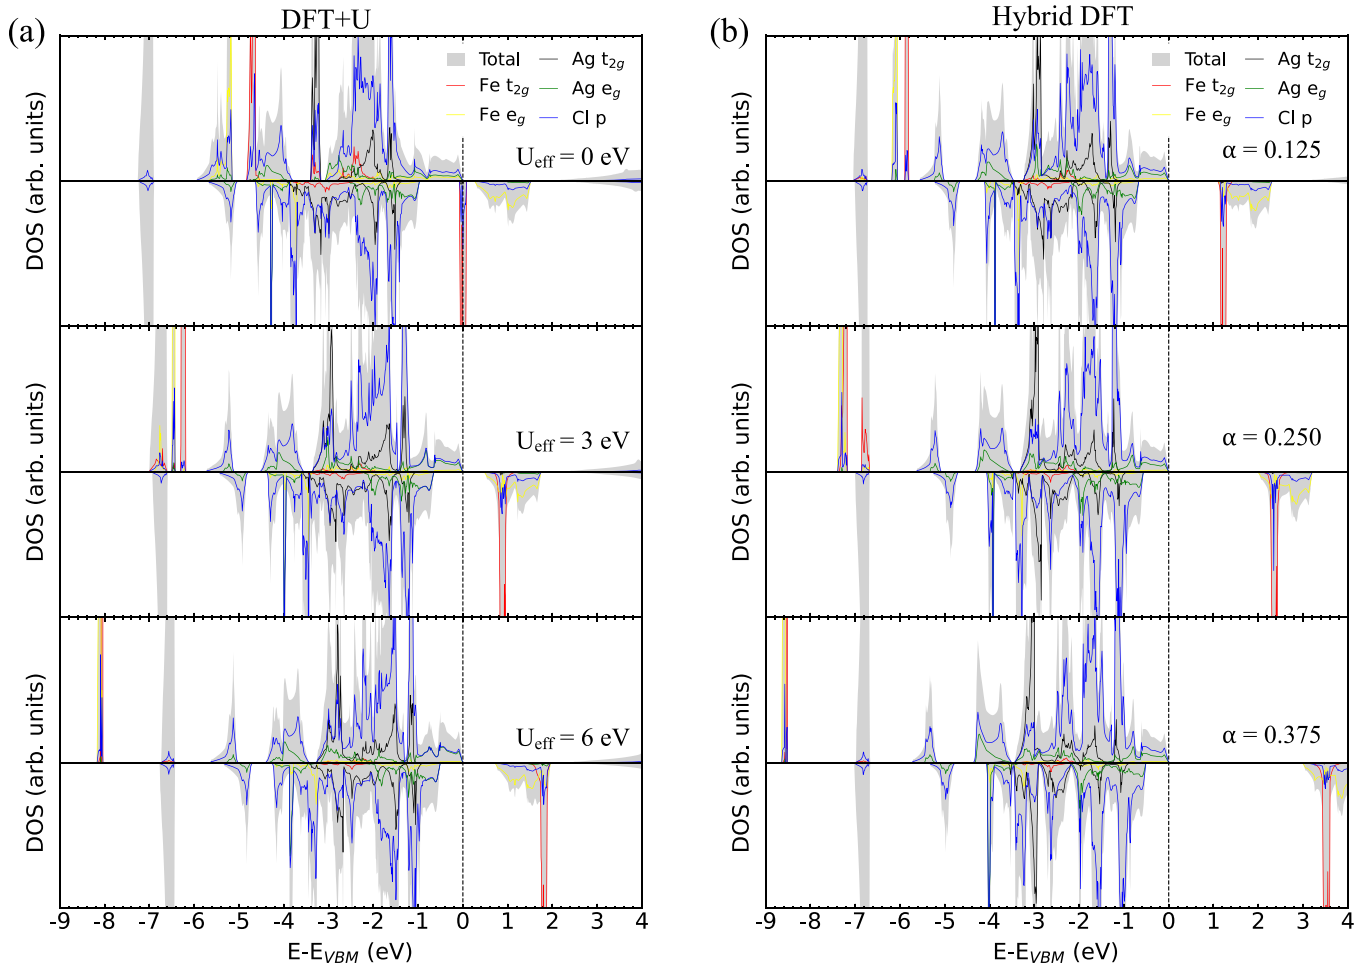 (a)
DFT+U
Total
Fe t2g
Fe eg
Ag t2g
Ag eg
Cl p
Ueff = 0 eV
DOS (arb. units)
Ueff = 3 eV
DOS (arb. units)
Ueff = 6 eV
DOS (arb. units)
-9 -8 -7 -6 -5 -4 -3 -2 -1 0 1 2 3 4
E-EVBM (eV)
(b)
Hybrid DFT
Total
Fe t2g
Fe eg
Ag t2g
Ag eg
Cl p
α = 0.125
DOS (arb. units)
α = 0.250
DOS (arb. units)
α = 0.375
DOS (arb. units)
-9 -8 -7 -6 -5 -4 -3 -2 -1 0 1 2 3 4
E-EVBM (eV)